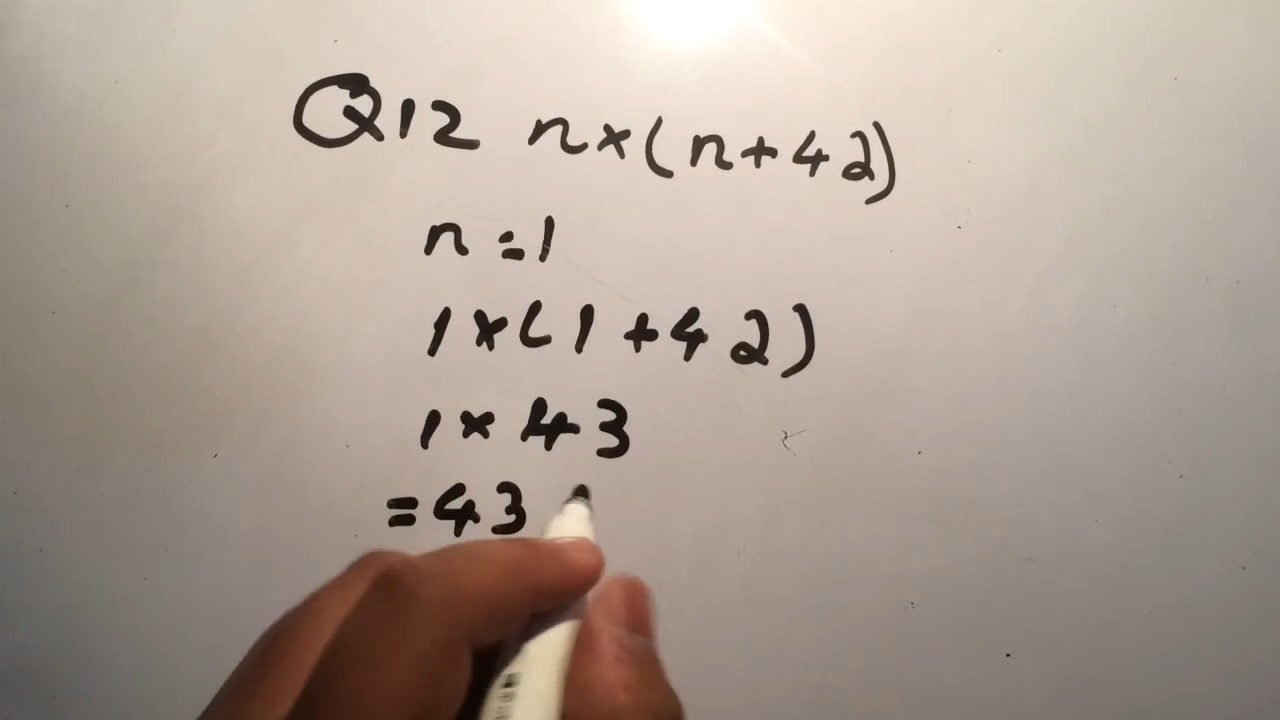 Q12 n×(n+42)
n=1
1×(1+42)
1×43
=43